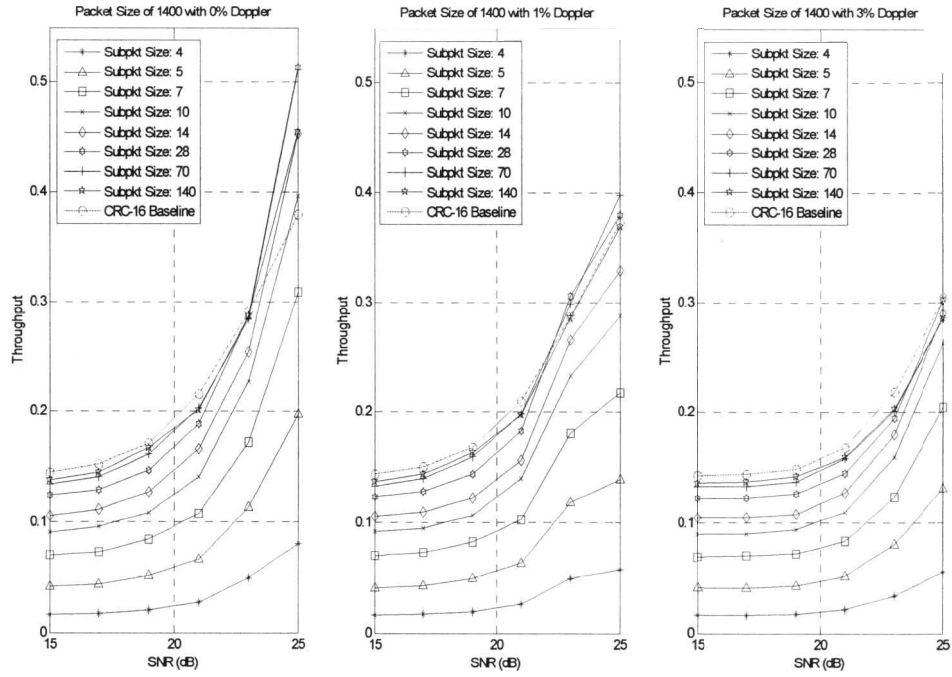 Packet Size of 1400 with 0% Doppler
Subpkt Size: 4
Subpkt Size: 5
Subpkt Size: 7
Subpkt Size: 10
Subpkt Size: 14
Subpkt Size: 28
Subpkt Size: 70
Subpkt Size: 140
CRC-16 Baseline
Throughput
0.5
0.4
0.3
0.2
0.1
0
15
20
25
SNR (dB)
Packet Size of 1400 with 1% Doppler
Subpkt Size: 4
Subpkt Size: 5
Subpkt Size: 7
Subpkt Size: 10
Subpkt Size: 14
Subpkt Size: 28
Subpkt Size: 70
Subpkt Size: 140
CRC-16 Baseline
Throughput
0.5
0.4
0.3
0.2
0.1
0
15
20
25
SNR (dB)
Packet Size of 1400 with 3% Doppler
Subpkt Size: 4
Subpkt Size: 5
Subpkt Size: 7
Subpkt Size: 10
Subpkt Size: 14
Subpkt Size: 28
Subpkt Size: 70
Subpkt Size: 140
CRC-16 Baseline
Throughput
0.5
0.4
0.3
0.2
0.1
0
15
20
25
SNR (dB)